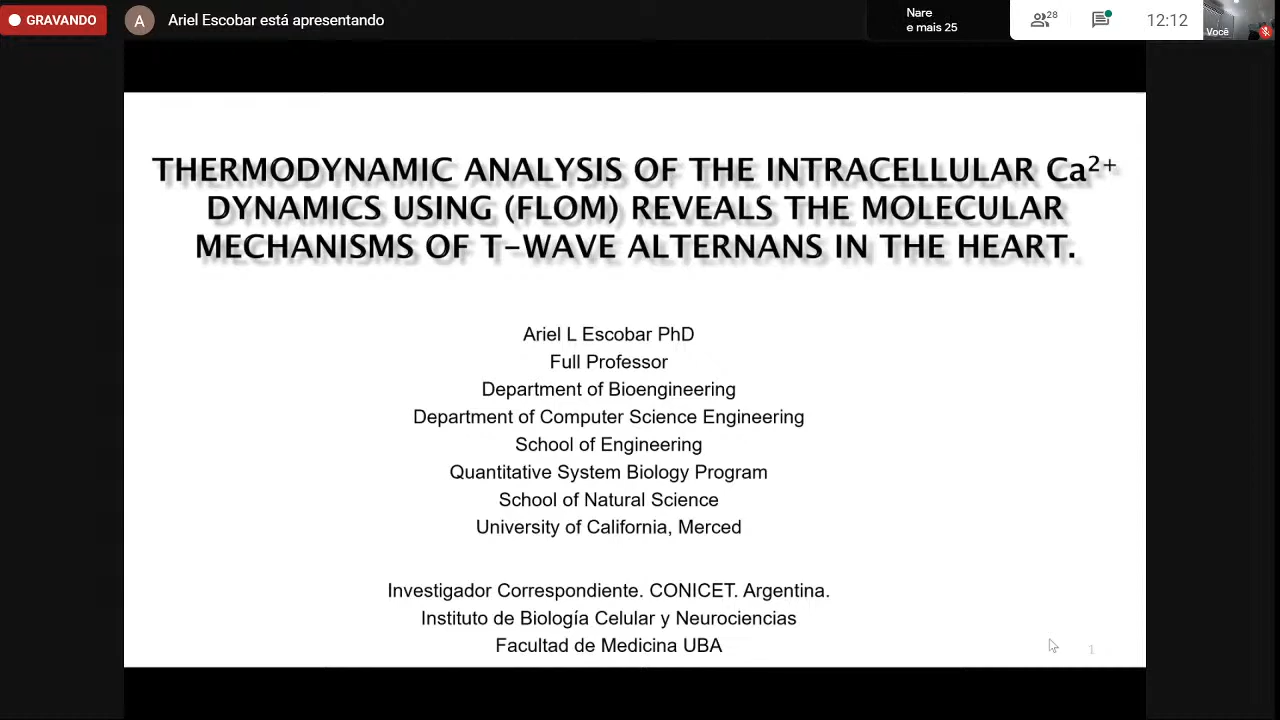 GRAVANDO
A
Ariel Escobar está apresentando
Nare
e mais 25
28
12:12
Você
THERMODYNAMIC ANALYSIS OF THE INTRACELLULAR Ca²⁺
DYNAMICS USING (FLOM) REVEALS THE MOLECULAR
MECHANISMS OF T-WAVE ALTERNANS IN THE HEART.
Ariel L Escobar PhD
Full Professor
Department of Bioengineering
Department of Computer Science Engineering
School of Engineering
Quantitative System Biology Program
School of Natural Science
University of California, Merced
Investigador Correspondiente. CONICET. Argentina.
Instituto de Biología Celular y Neurociencias
Facultad de Medicina UBA
1